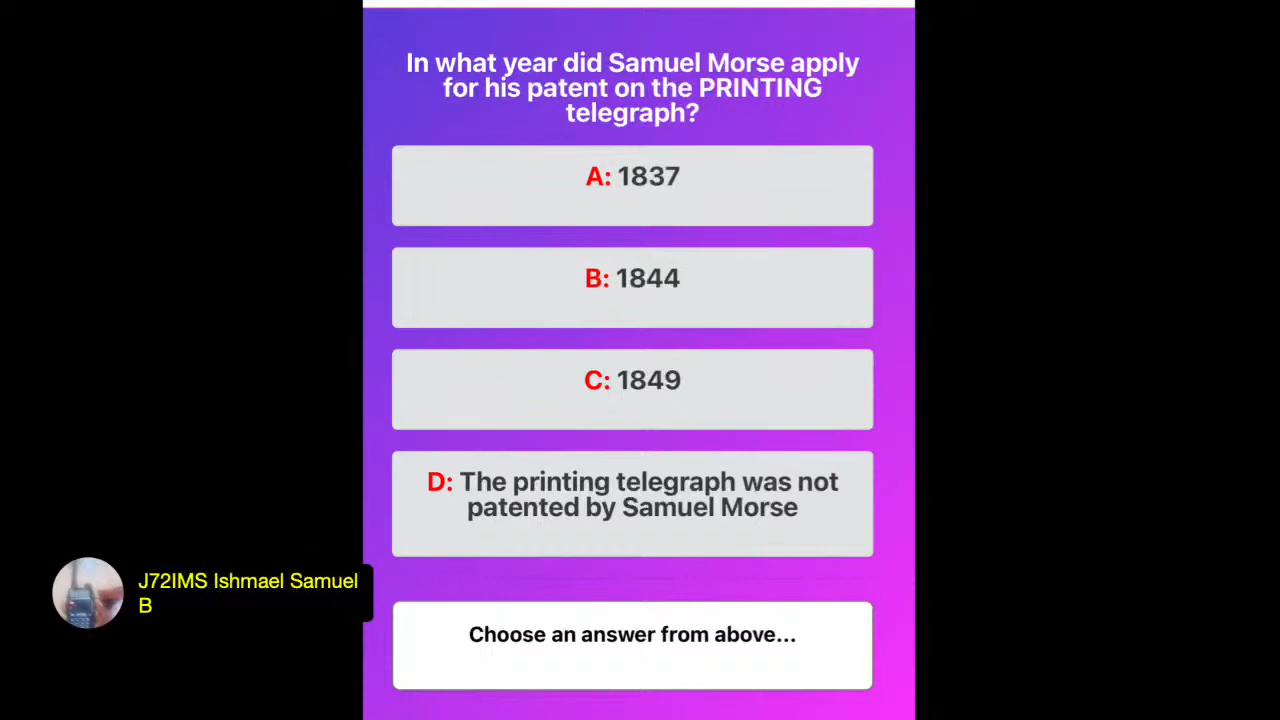 In what year did Samuel Morse apply
for his patent on the PRINTING
telegraph?
A: 1837
B: 1844
C: 1849
D: The printing telegraph was not
patented by Samuel Morse
J72IMS Ishmael Samuel
B
Choose an answer from above...